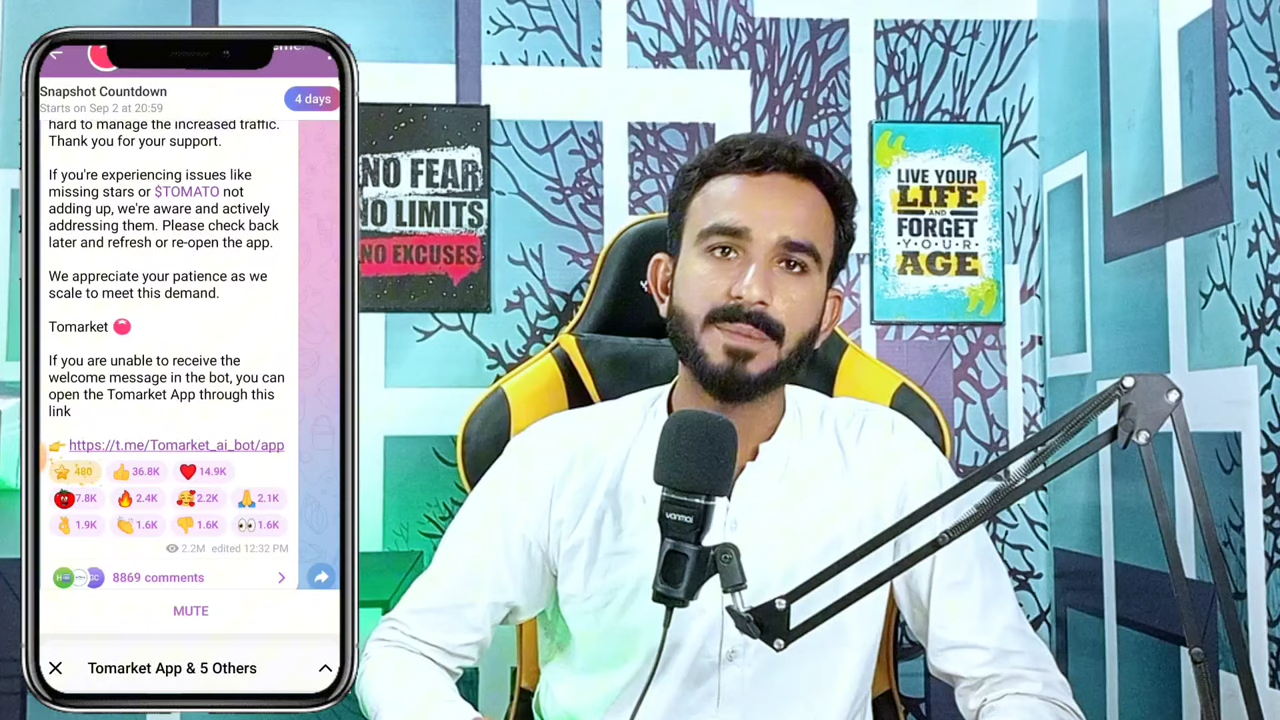 Snapshot Countdown
Starts on Sep 2 at 20:59
4 days
hard to manage the increased traffic.
Thank you for your support.
If you're experiencing issues like
missing stars or $TOMATO not
adding up, we're aware and actively
addressing them. Please check back
later and refresh or re-open the app.
We appreciate your patience as we
scale to meet this demand.
Tomarket
If you are unable to receive the
welcome message in the bot, you can
open the Tomarket App through this
link
👉 https://t.me/Tomarket_ai_bot/app
⭐ 480 👍 36.8K ❤️ 14.9K
🍅 7.8K 🔥 2.4K 🥰 2.2K 🙏 2.1K
👌 1.9K 👏 1.6K 👎 1.6K 👀 1.6K
2.2M edited 12:32 PM
8869 comments
MUTE
Tomarket App & 5 Others
NO FEAR
NO LIMITS
NO EXCUSES
LIVE YOUR
LIFE
AND
FORGET
YOUR
AGE
vanmai